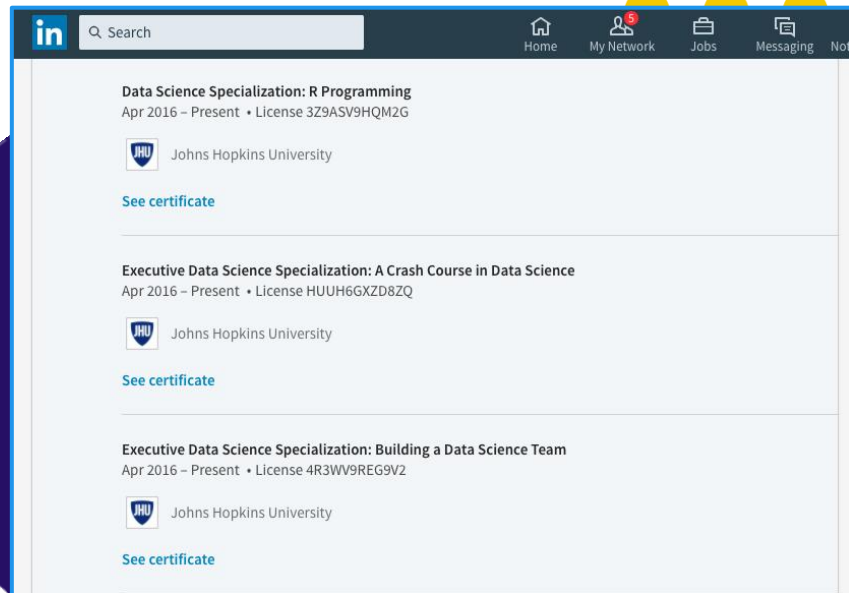 in
Search
5
Home
My Network
Jobs
Messaging
Not
Data Science Specialization: R Programming
Apr 2016 – Present • License 3Z9ASV9HQM2G
JHU
Johns Hopkins University
See certificate
Executive Data Science Specialization: A Crash Course in Data Science
Apr 2016 – Present • License HUUH6GXZD8ZQ
JHU
Johns Hopkins University
See certificate
Executive Data Science Specialization: Building a Data Science Team
Apr 2016 – Present • License 4R3WV9REG9V2
JHU
Johns Hopkins University
See certificate